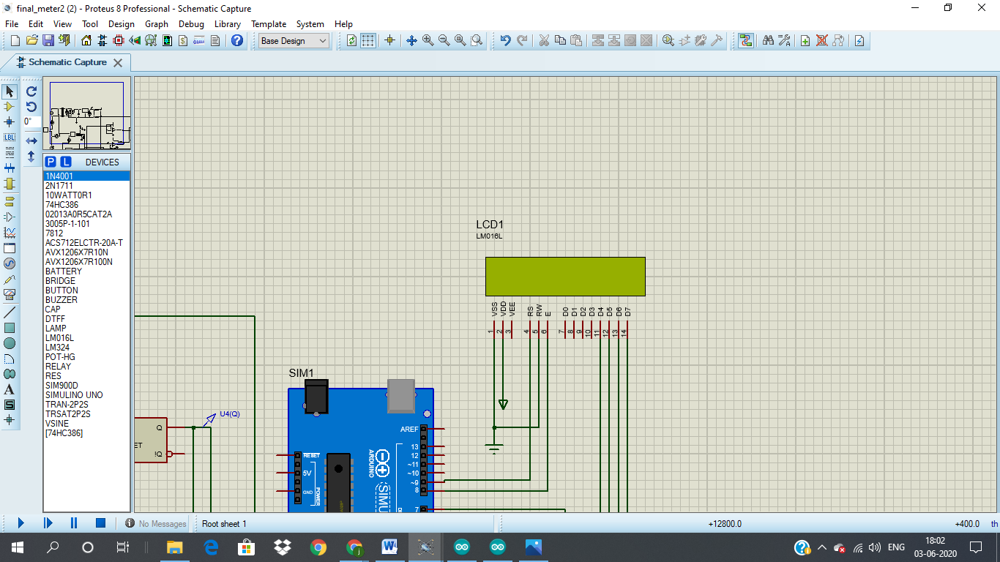 final_meter2 (2) - Proteus 8 Professional - Schematic Capture
File Edit View Tool Design Graph Debug Library Template System Help
Base Design
Schematic Capture
0°
LBL
P L DEVICES
1N4001
2N1711
10WATT0R1
74HC386
02013A0R5CAT2A
3005P-1-101
7812
ACS712ELCTR-20A-T
AVX1206X7R10N
AVX1206X7R100N
BATTERY
BRIDGE
BUTTON
BUZZER
CAP
DTFF
LAMP
LM016L
LM324
POT-HG
RELAY
RES
SIM900D
SIMULINO UNO
TRAN-2P2S
TRSAT2P2S
VSINE
[74HC386]
LCD1
LM016L
VSS VDD VEE RS RW E D0 D1 D2 D3 D4 D5 D6 D7
1 2 3 4 5 6 7 8 9 10 11 12 13 14
SIM1
U4(Q)
Q
ET
!Q
AREF
13
12
~11
~10
~9
8
7
RESET
5V
GND
POWER
ARDUINO
SIMU
No Messages
Root sheet 1
+12800.0
+400.0 th
ENG
18:02
03-06-2020